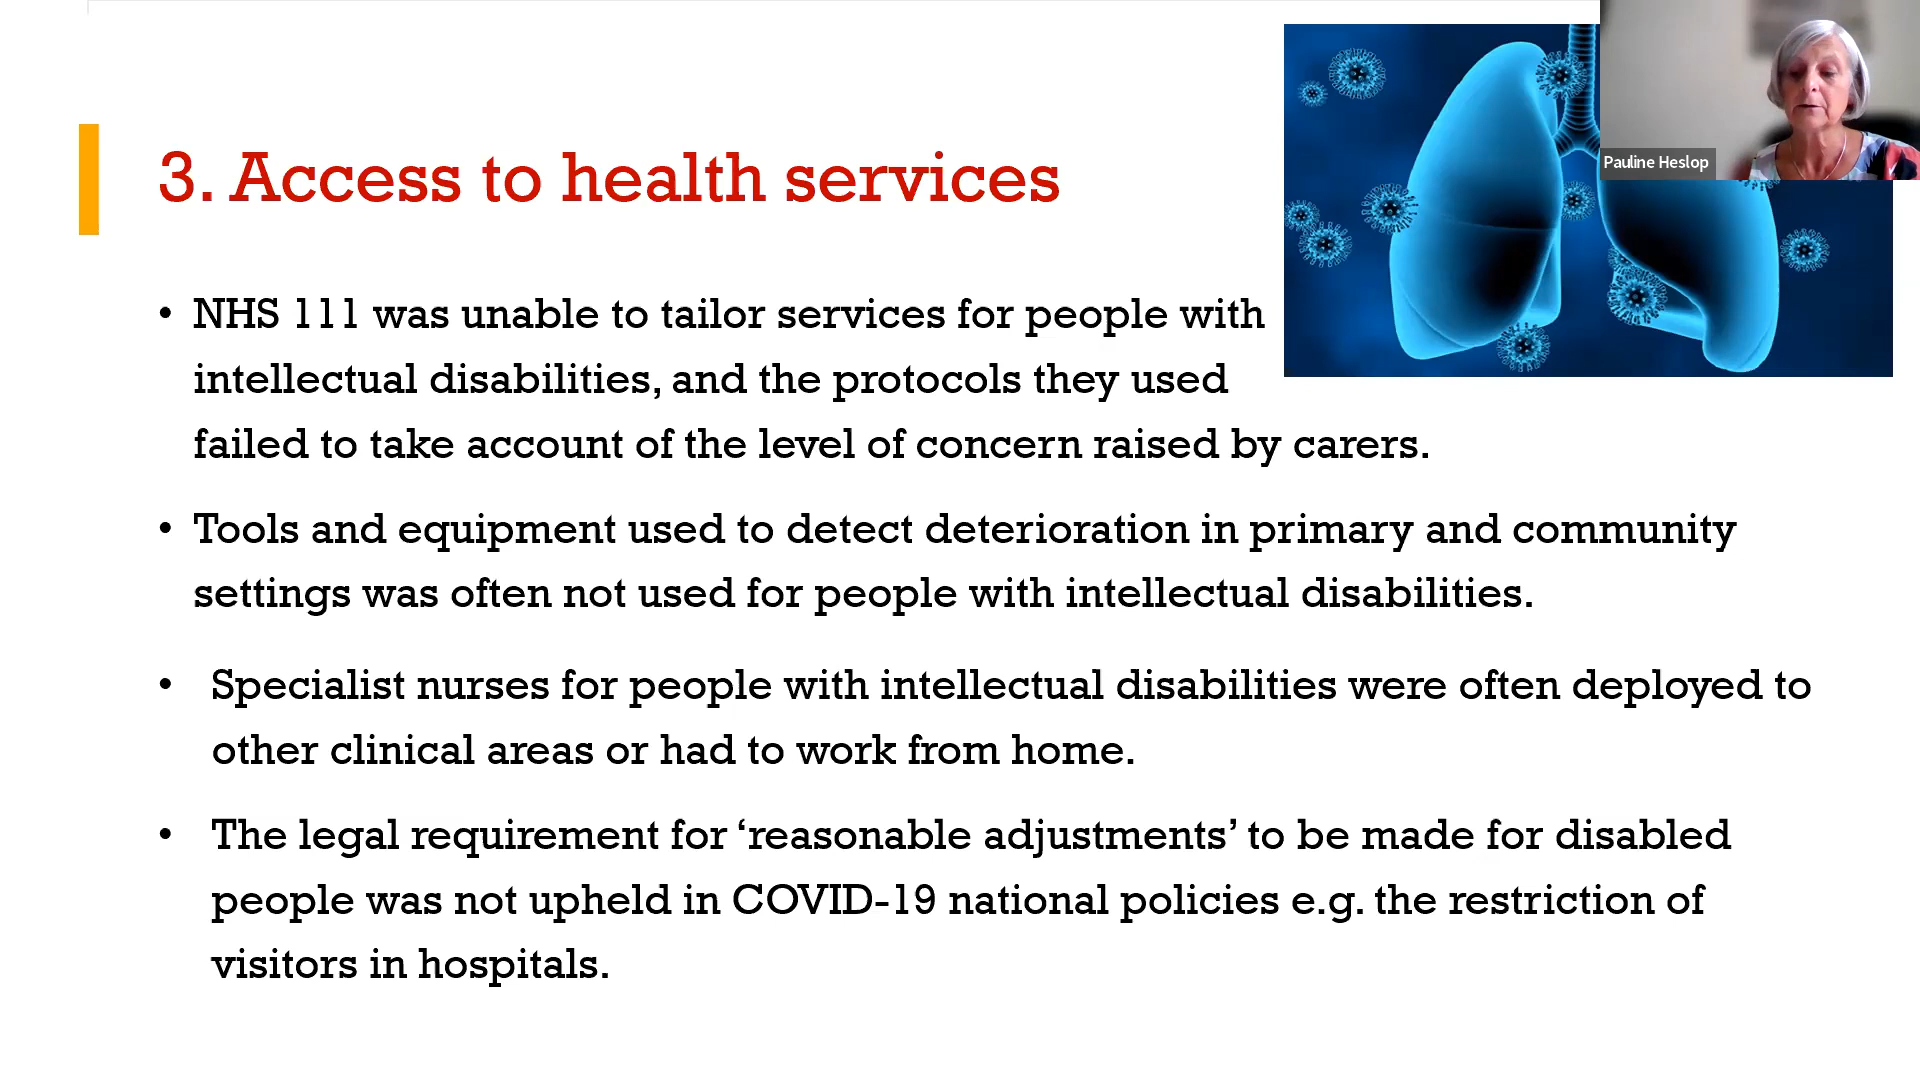 Pauline Heslop
3. Access to health services
• NHS 111 was unable to tailor services for people with
intellectual disabilities, and the protocols they used
failed to take account of the level of concern raised by carers.
• Tools and equipment used to detect deterioration in primary and community
settings was often not used for people with intellectual disabilities.
• Specialist nurses for people with intellectual disabilities were often deployed to
other clinical areas or had to work from home.
• The legal requirement for ‘reasonable adjustments’ to be made for disabled
people was not upheld in COVID-19 national policies e.g. the restriction of
visitors in hospitals.